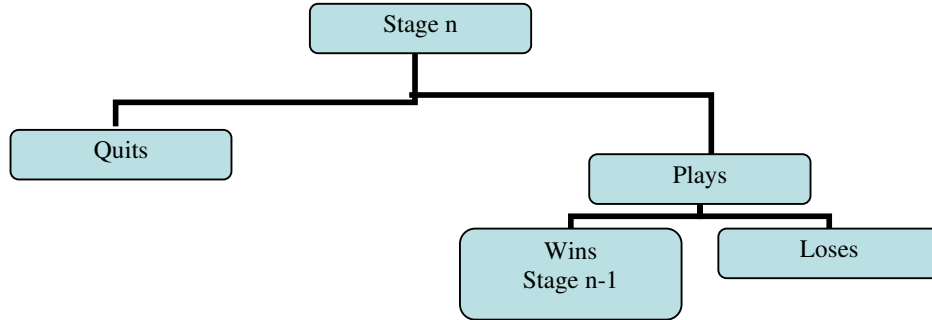 Stage n
Quits
Plays
Wins
Stage n-1
Loses